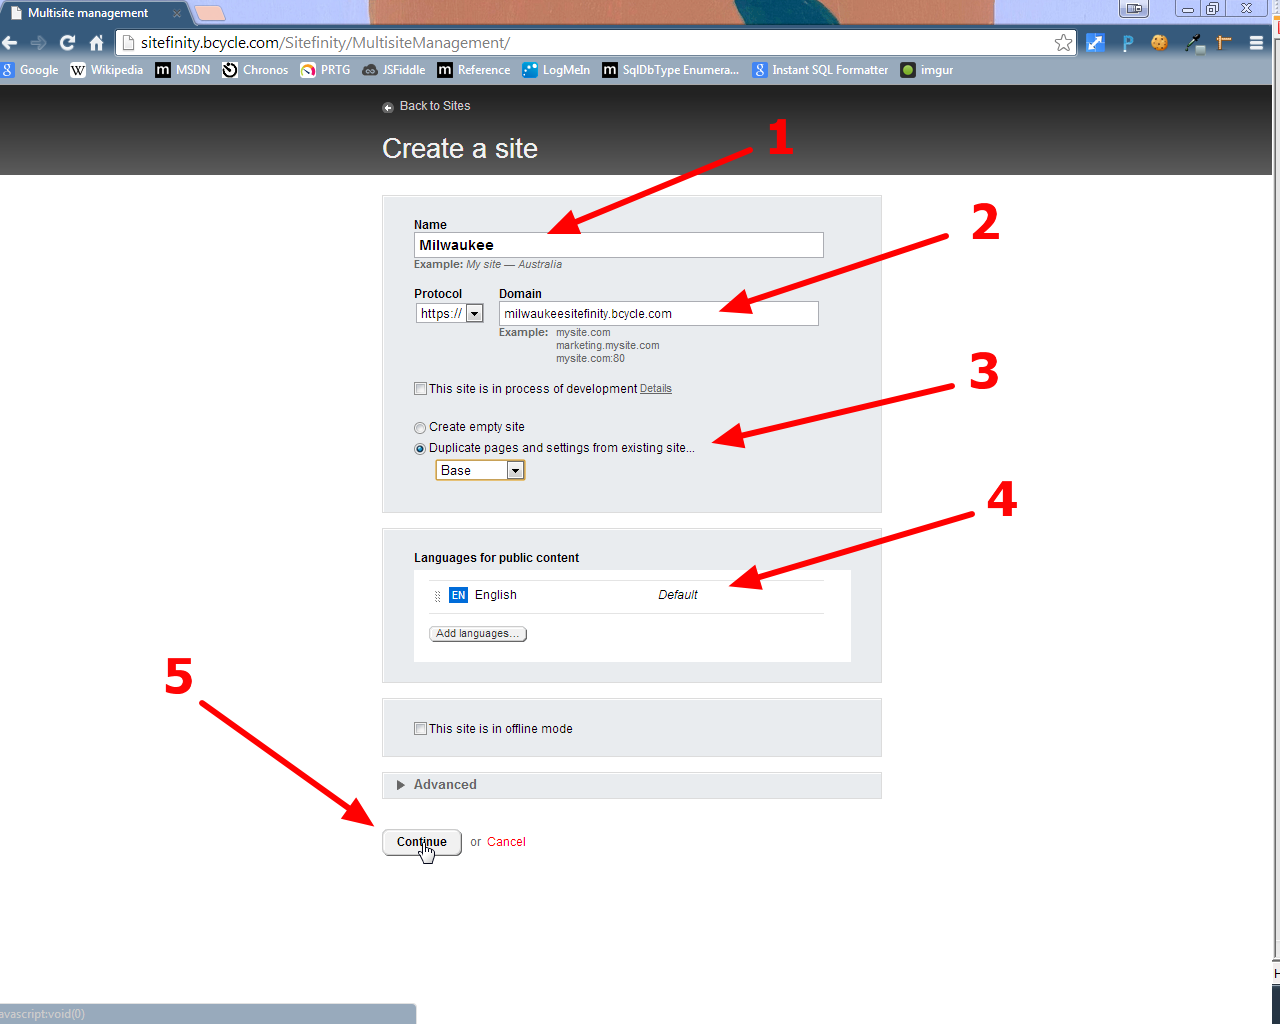 Multisite management
sitefinity.bcycle.com/Sitefinity/MultisiteManagement/
Google Wikipedia MSDN Chronos PRTG JSFiddle Reference LogMeIn SqlDbType Enumera... Instant SQL Formatter imgur
Back to Sites
Create a site
1
Name
Milwaukee
Example: My site — Australia
2
Protocol Domain
https:// milwaukeesitefinity.bcycle.com
Example: mysite.com
marketing.mysite.com
mysite.com:80
3
This site is in process of development Details
Create empty site
Duplicate pages and settings from existing site...
Base
4
Languages for public content
EN English Default
Add languages...
5
This site is in offline mode
Advanced
Continue or Cancel
avascript:void(0)
H